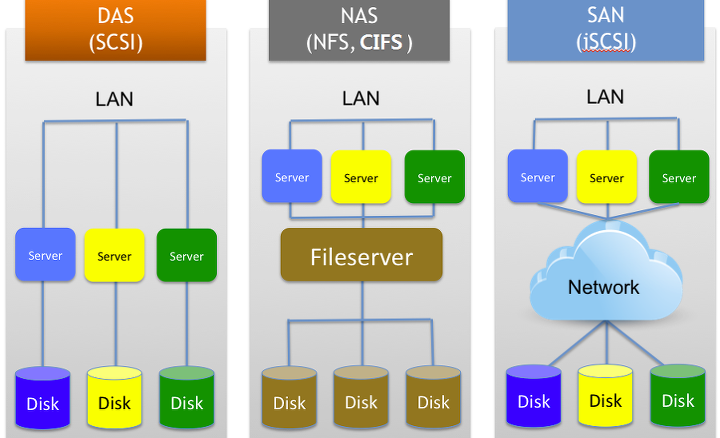 DAS
(SCSI)
LAN
Server
Server
Server
Disk
Disk
Disk
NAS
(NFS, CIFS )
LAN
Server
Server
Server
Fileserver
Disk
Disk
Disk
SAN
(iSCSI)
LAN
Server
Server
Server
Network
Disk
Disk
Disk